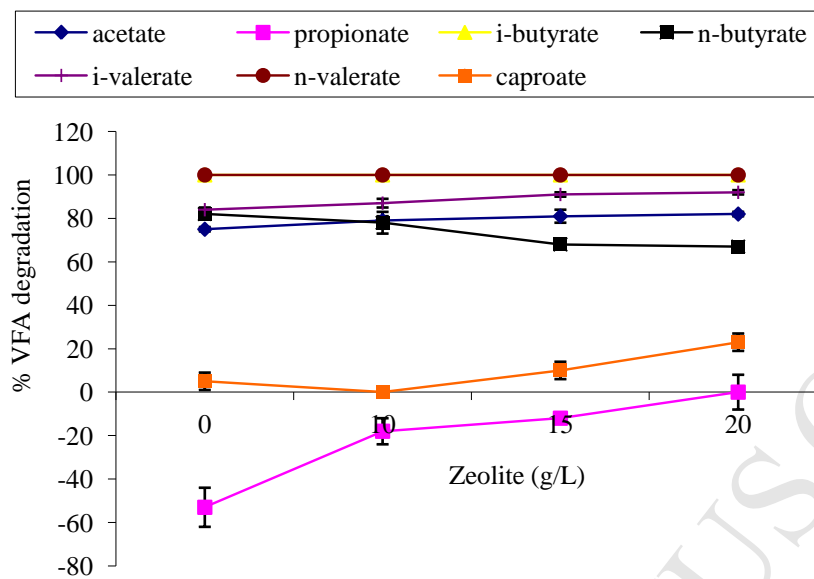 acetate propionate i-butyrate n-butyrate
i-valerate n-valerate caproate
% VFA degradation
120
100
80
60
40
20
0
-20
-40
-60
-80
0 10 15 20
Zeolite (g/L)